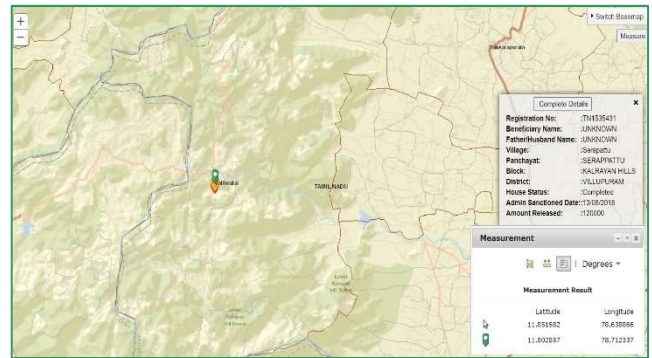 +
−
Switch Basemap
Measure
Sankarapuram
TAMIL NADU
Complete Details
×
Registration No: :TN1535431
Beneficiary Name: :UNKNOWN
Father/Husband Name: :UNKNOWN
Village: :Serapattu
Panchayat: :SERAPPATTU
Block: :KALRAYAN HILLS
District: :VILLUPURAM
House Status: :Completed
Admin Sanctioned Date: :13/06/2018
Amount Released: :120000
Measurement
Degrees
Measurement Result
Latitude Longitude
11.851582 78.638866
11.802857 78.712337